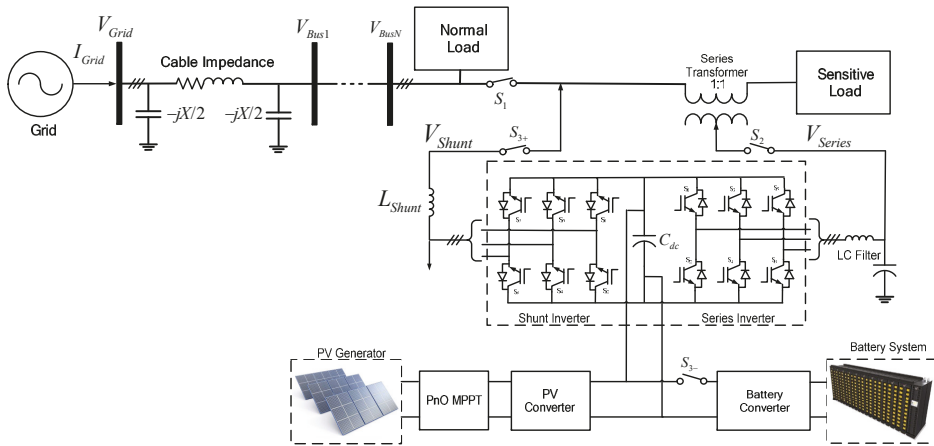 V_Grid
I_Grid
Grid
Cable Impedance
-jX/2
-jX/2
V_Bus1
V_BusN
Normal
Load
S_1
Series
Transformer
1:1
Sensitive
Load
V_Shunt
S_3+
S_2
V_Series
L_Shunt
C_dc
LC Filter
Shunt Inverter
Series Inverter
PV Generator
PnO MPPT
PV
Converter
S_3-
Battery
Converter
Battery System